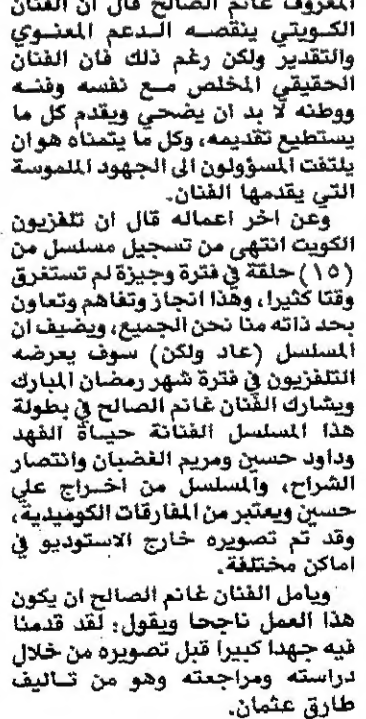 المعروف غانم الصالح قال ان الفنان
الكويتي ينقصه الدعم المعنوي
والتقدير ولكن رغم ذلك فان الفنان
الحقيقي المخلص مع نفسه وفنه
ووطنه لا بد ان يضحي ويقدم كل ما
يستطيع تقديمه، وكل ما يتمناه هو ان
يلتفت المسؤولون الى الجهود الملموسة
التي يقدمها الفنان.
وعن اخر اعماله قال ان تلفزيون
الكويت انتهى من تسجيل مسلسل من
(١٥) حلقة في فترة وجيزة لم تستغرق
وقتا كثيرا، وهذا انجاز وتفاهم وتعاون
بحد ذاته منا نحن الجميع، ويضيف ان
المسلسل (عاد ولكن) سوف يعرضه
التلفزيون في فترة شهر رمضان المبارك
ويشارك الفنان غانم الصالح في بطولة
هذا المسلسل الفنانة حياة الفهد
وداود حسين ومريم الغضبان وانتصار
الشراح، والمسلسل من اخراج علي
حسين ويعتبر من المفارقات الكوميدية،
وقد تم تصويره خارج الاستوديو في
اماكن مختلفة.
ويامل الفنان غانم الصالح ان يكون
هذا العمل ناجحا ويقول: لقد قدمنا
فيه جهدا كبيرا قبل تصويره من خلال
دراسته ومراجعته وهو من تاليف
طارق عثمان.